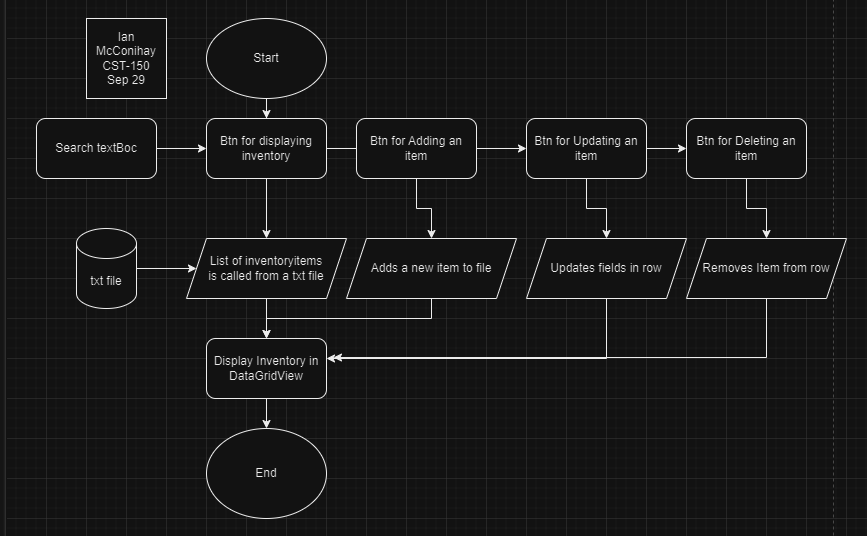 Ian
McConihay
CST-150
Sep 29
Start
Search textBoc
Btn for displaying
inventory
Btn for Adding an
item
Btn for Updating an
item
Btn for Deleting an
item
txt file
List of inventoryitems
is called from a txt file
Adds a new item to file
Updates fields in row
Removes Item from row
Display Inventory in
DataGridView
End